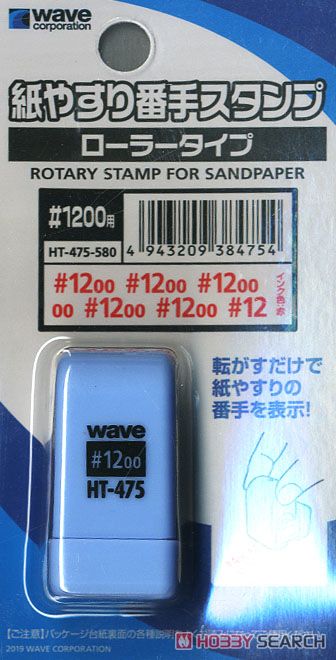 wave
corporation
紙やすり番手スタンプ
ローラータイプ
ROTARY STAMP FOR SANDPAPER
#1200用
HT-475-580
4 943209 384754
#1200 #1200 #1200
00 #1200 #1200 #12
インク色:赤
転がすだけで
紙やすりの
番手を表示!
wave
#1200
HT-475
【ご注意】パッケージ台紙裏面の各種説明
2019 WAVE CORPORATION
HOBBY SEARCH